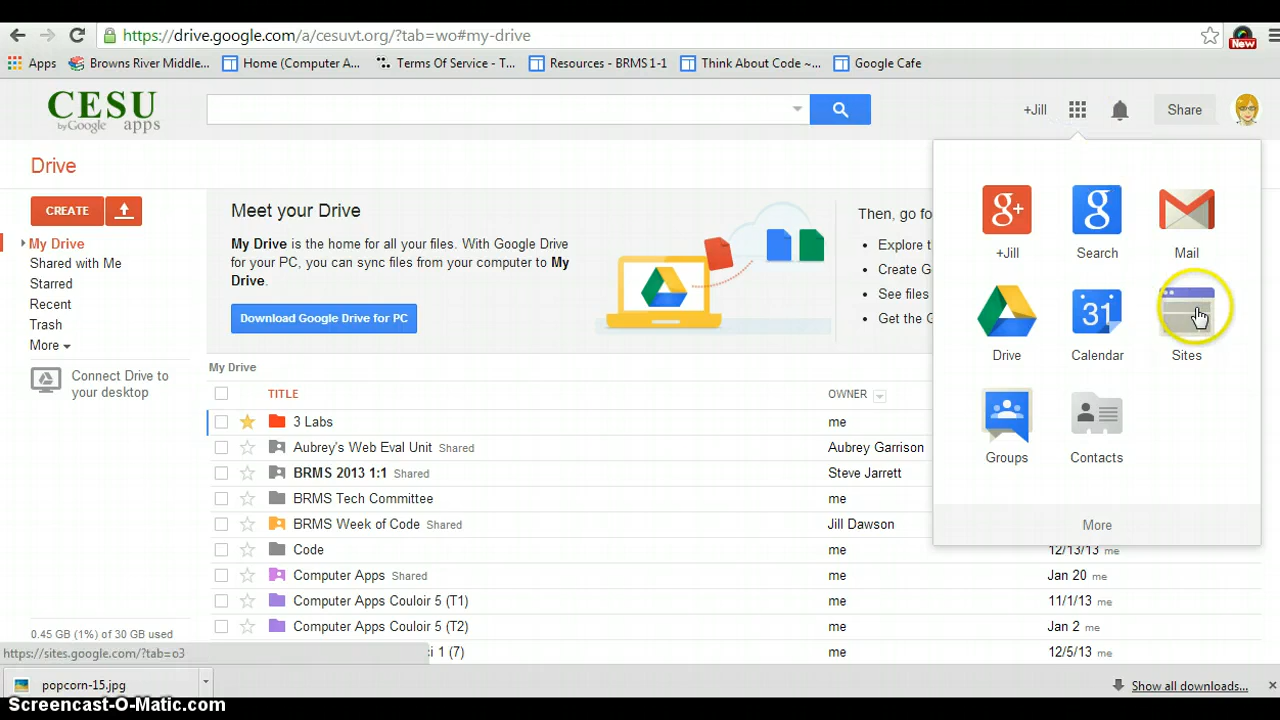 https://drive.google.com/a/cesuvt.org/?tab=wo#my-drive
New
Apps Browns River Middle... Home (Computer A... Terms Of Service - T... Resources - BRMS 1-1 Think About Code ~... Google Cafe
CESU
by Google apps
+Jill Share
Drive
CREATE
My Drive
Shared with Me
Starred
Recent
Trash
More
Connect Drive to
your desktop
0.45 GB (1%) of 30 GB used
Meet your Drive
My Drive is the home for all your files. With Google Drive
for your PC, you can sync files from your computer to My
Drive.
Download Google Drive for PC
Then, go fo
Explore t
Create G
See files
Get the G
g+ g
+Jill Search Mail
31
Drive Calendar Sites
Groups Contacts
More
My Drive
TITLE OWNER
3 Labs me
Aubrey's Web Eval Unit Shared Aubrey Garrison
BRMS 2013 1:1 Shared Steve Jarrett
BRMS Tech Committee me
BRMS Week of Code Shared Jill Dawson
Code me 12/13/13 me
Computer Apps Shared me Jan 20 me
Computer Apps Couloir 5 (T1) me 11/1/13 me
Computer Apps Couloir 5 (T2) me Jan 2 me
i 1 (7) me 12/5/13 me
https://sites.google.com/?tab=o3
popcorn-15.jpg
Show all downloads...
Screencast-O-Matic.com